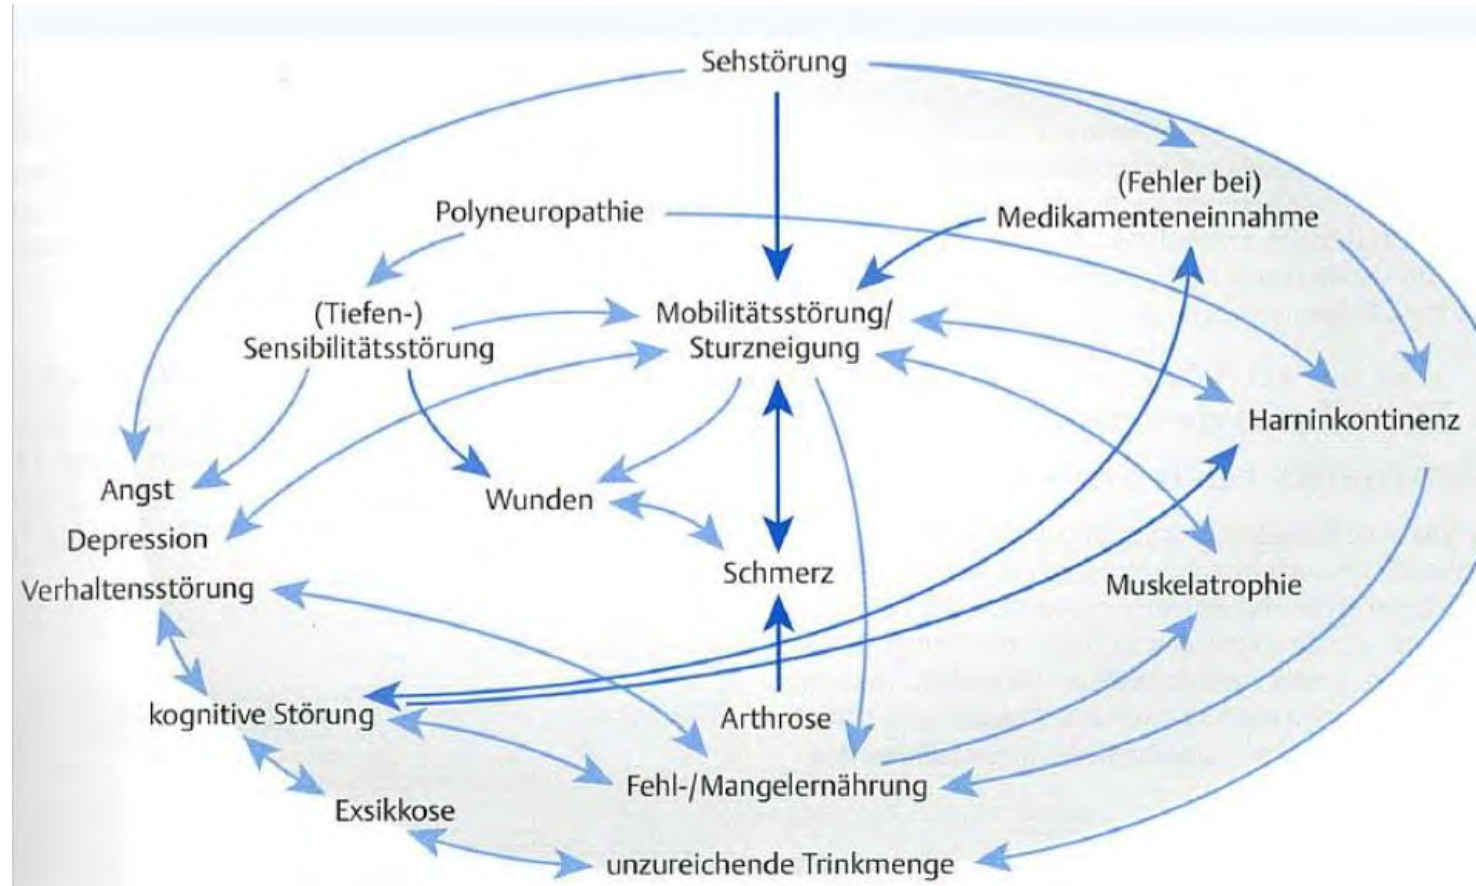 Sehstörung
(Fehler bei)
Medikamenteneinnahme
Polyneuropathie
(Tiefen-)
Sensibilitätsstörung
Mobilitätsstörung/
Sturzneigung
Harninkontinenz
Angst
Wunden
Depression
Schmerz
Verhaltensstörung
Muskelatrophie
kognitive Störung
Arthrose
Fehl-/Mangelernährung
Exsikkose
unzureichende Trinkmenge